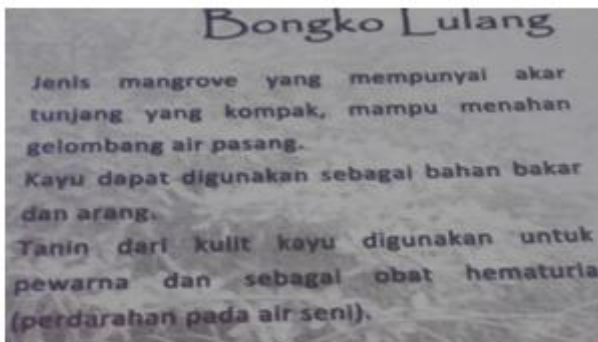 Bongko Lulang
Jenis mangrove yang mempunyai akar
tunjang yang kompak, mampu menahan
gelombang air pasang.
Kayu dapat digunakan sebagai bahan bakar
dan arang.
Tanin dari kulit kayu digunakan untuk
pewarna dan sebagai obat hematuria
(perdarahan pada air seni).